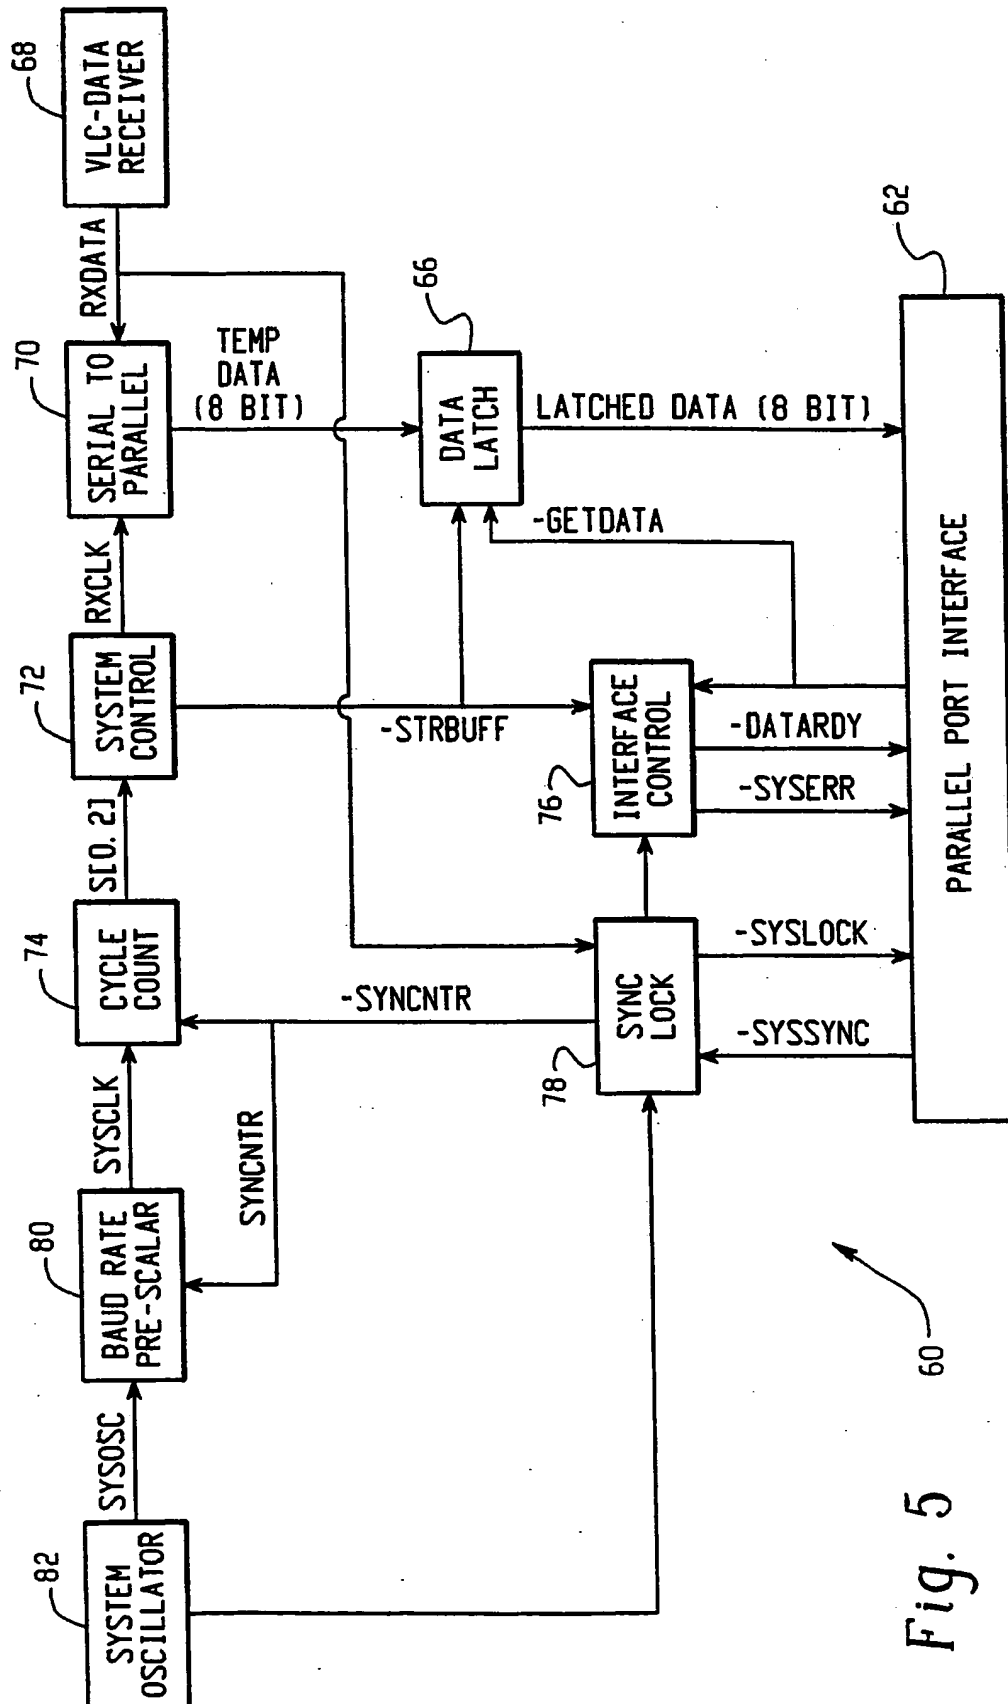 82
SYSTEM
OSCILLATOR
SYSOSC
80
BAUD RATE
PRE-SCALAR
SYSCLK
74
CYCLE
COUNT
S[0. 2]
72
SYSTEM
CONTROL
RXCLK
70
SERIAL TO
PARALLEL
RXDATA
68
VLC-DATA
RECEIVER
SYNCNTR
-SYNCNTR
-STRBUFF
TEMP
DATA
(8 BIT)
66
DATA
LATCH
78
SYNC
LOCK
76
INTERFACE
CONTROL
-GETDATA
LATCHED DATA (8 BIT)
-SYSSYNC
-SYSLOCK
-SYSERR
-DATARDY
62
PARALLEL PORT INTERFACE
60
Fig. 5